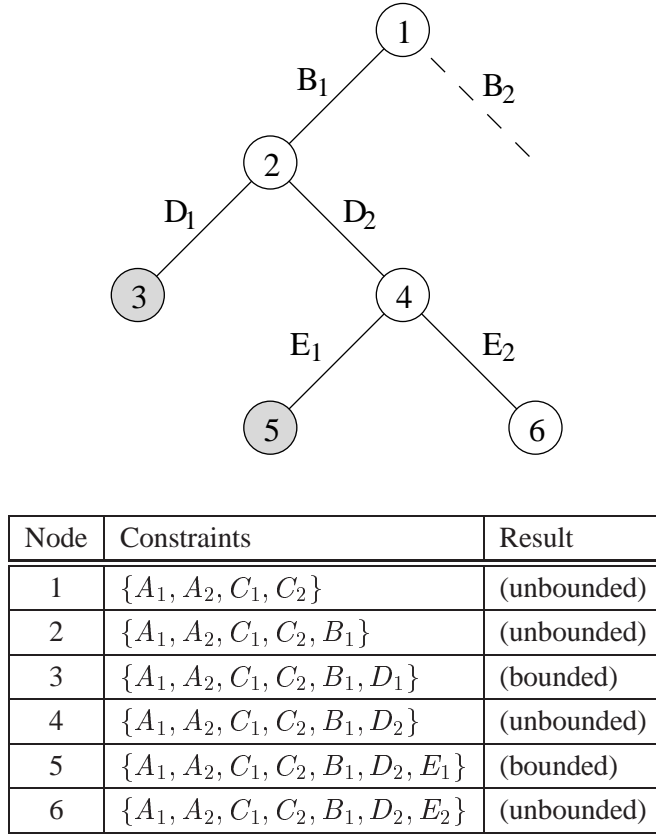 1
B1
B2
2
D1
D2
3
4
E1
E2
5
6
Node Constraints Result
1 {A1, A2, C1, C2} (unbounded)
2 {A1, A2, C1, C2, B1} (unbounded)
3 {A1, A2, C1, C2, B1, D1} (bounded)
4 {A1, A2, C1, C2, B1, D2} (unbounded)
5 {A1, A2, C1, C2, B1, D2, E1} (bounded)
6 {A1, A2, C1, C2, B1, D2, E2} (unbounded)